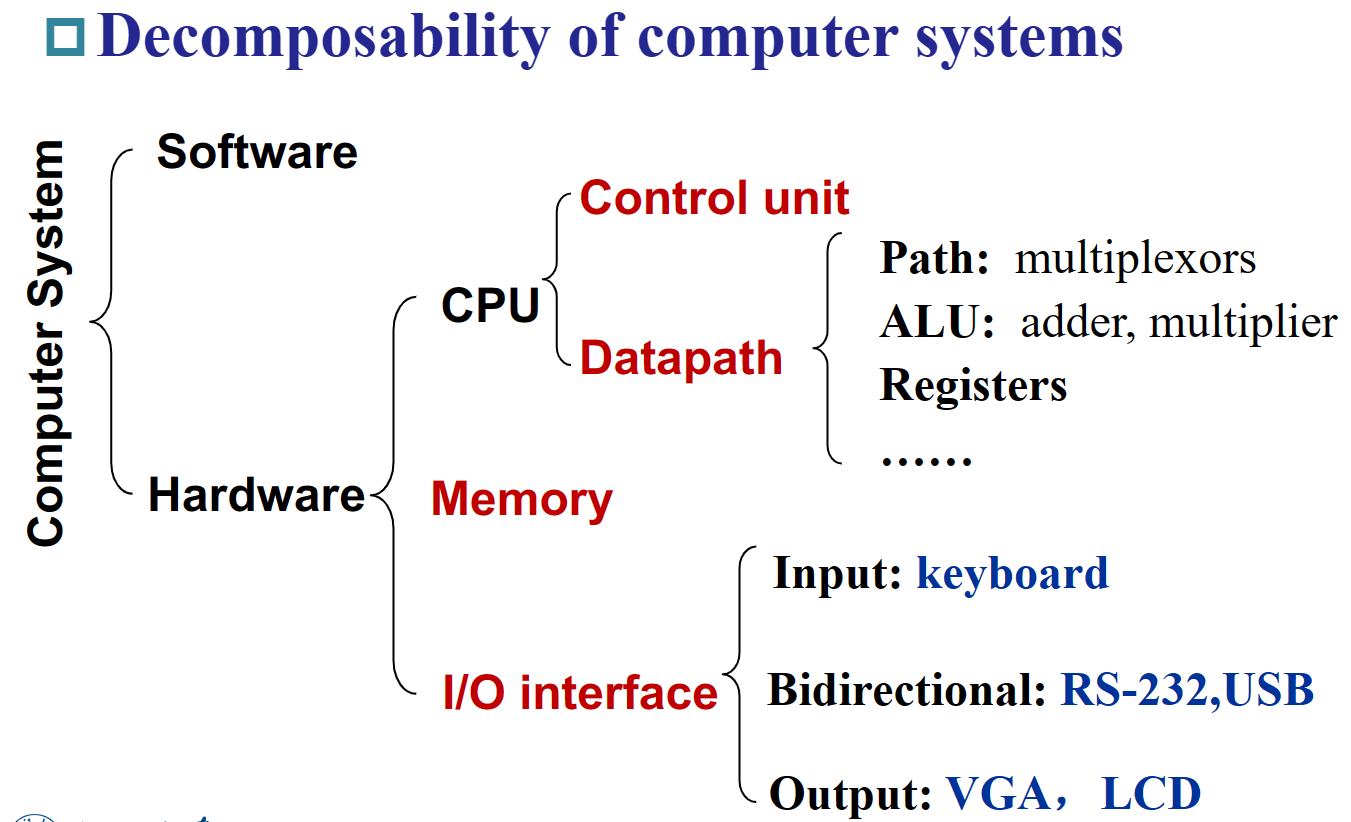 Decomposability of computer systems
Computer System
Software
Hardware
CPU
Control unit
Datapath
Path: multiplexors
ALU: adder, multiplier
Registers
……
Memory
I/O interface
Input: keyboard
Bidirectional: RS-232,USB
Output: VGA，LCD